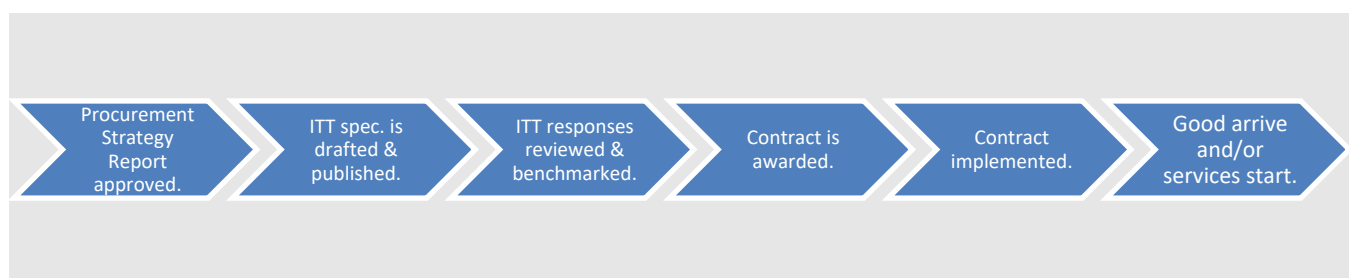 Procurement
Strategy
Report
approved.
ITT spec. is
drafted &
published.
ITT responses
reviewed &
benchmarked.
Contract is
awarded.
Contract
implemented.
Good arrive
and/or
services start.